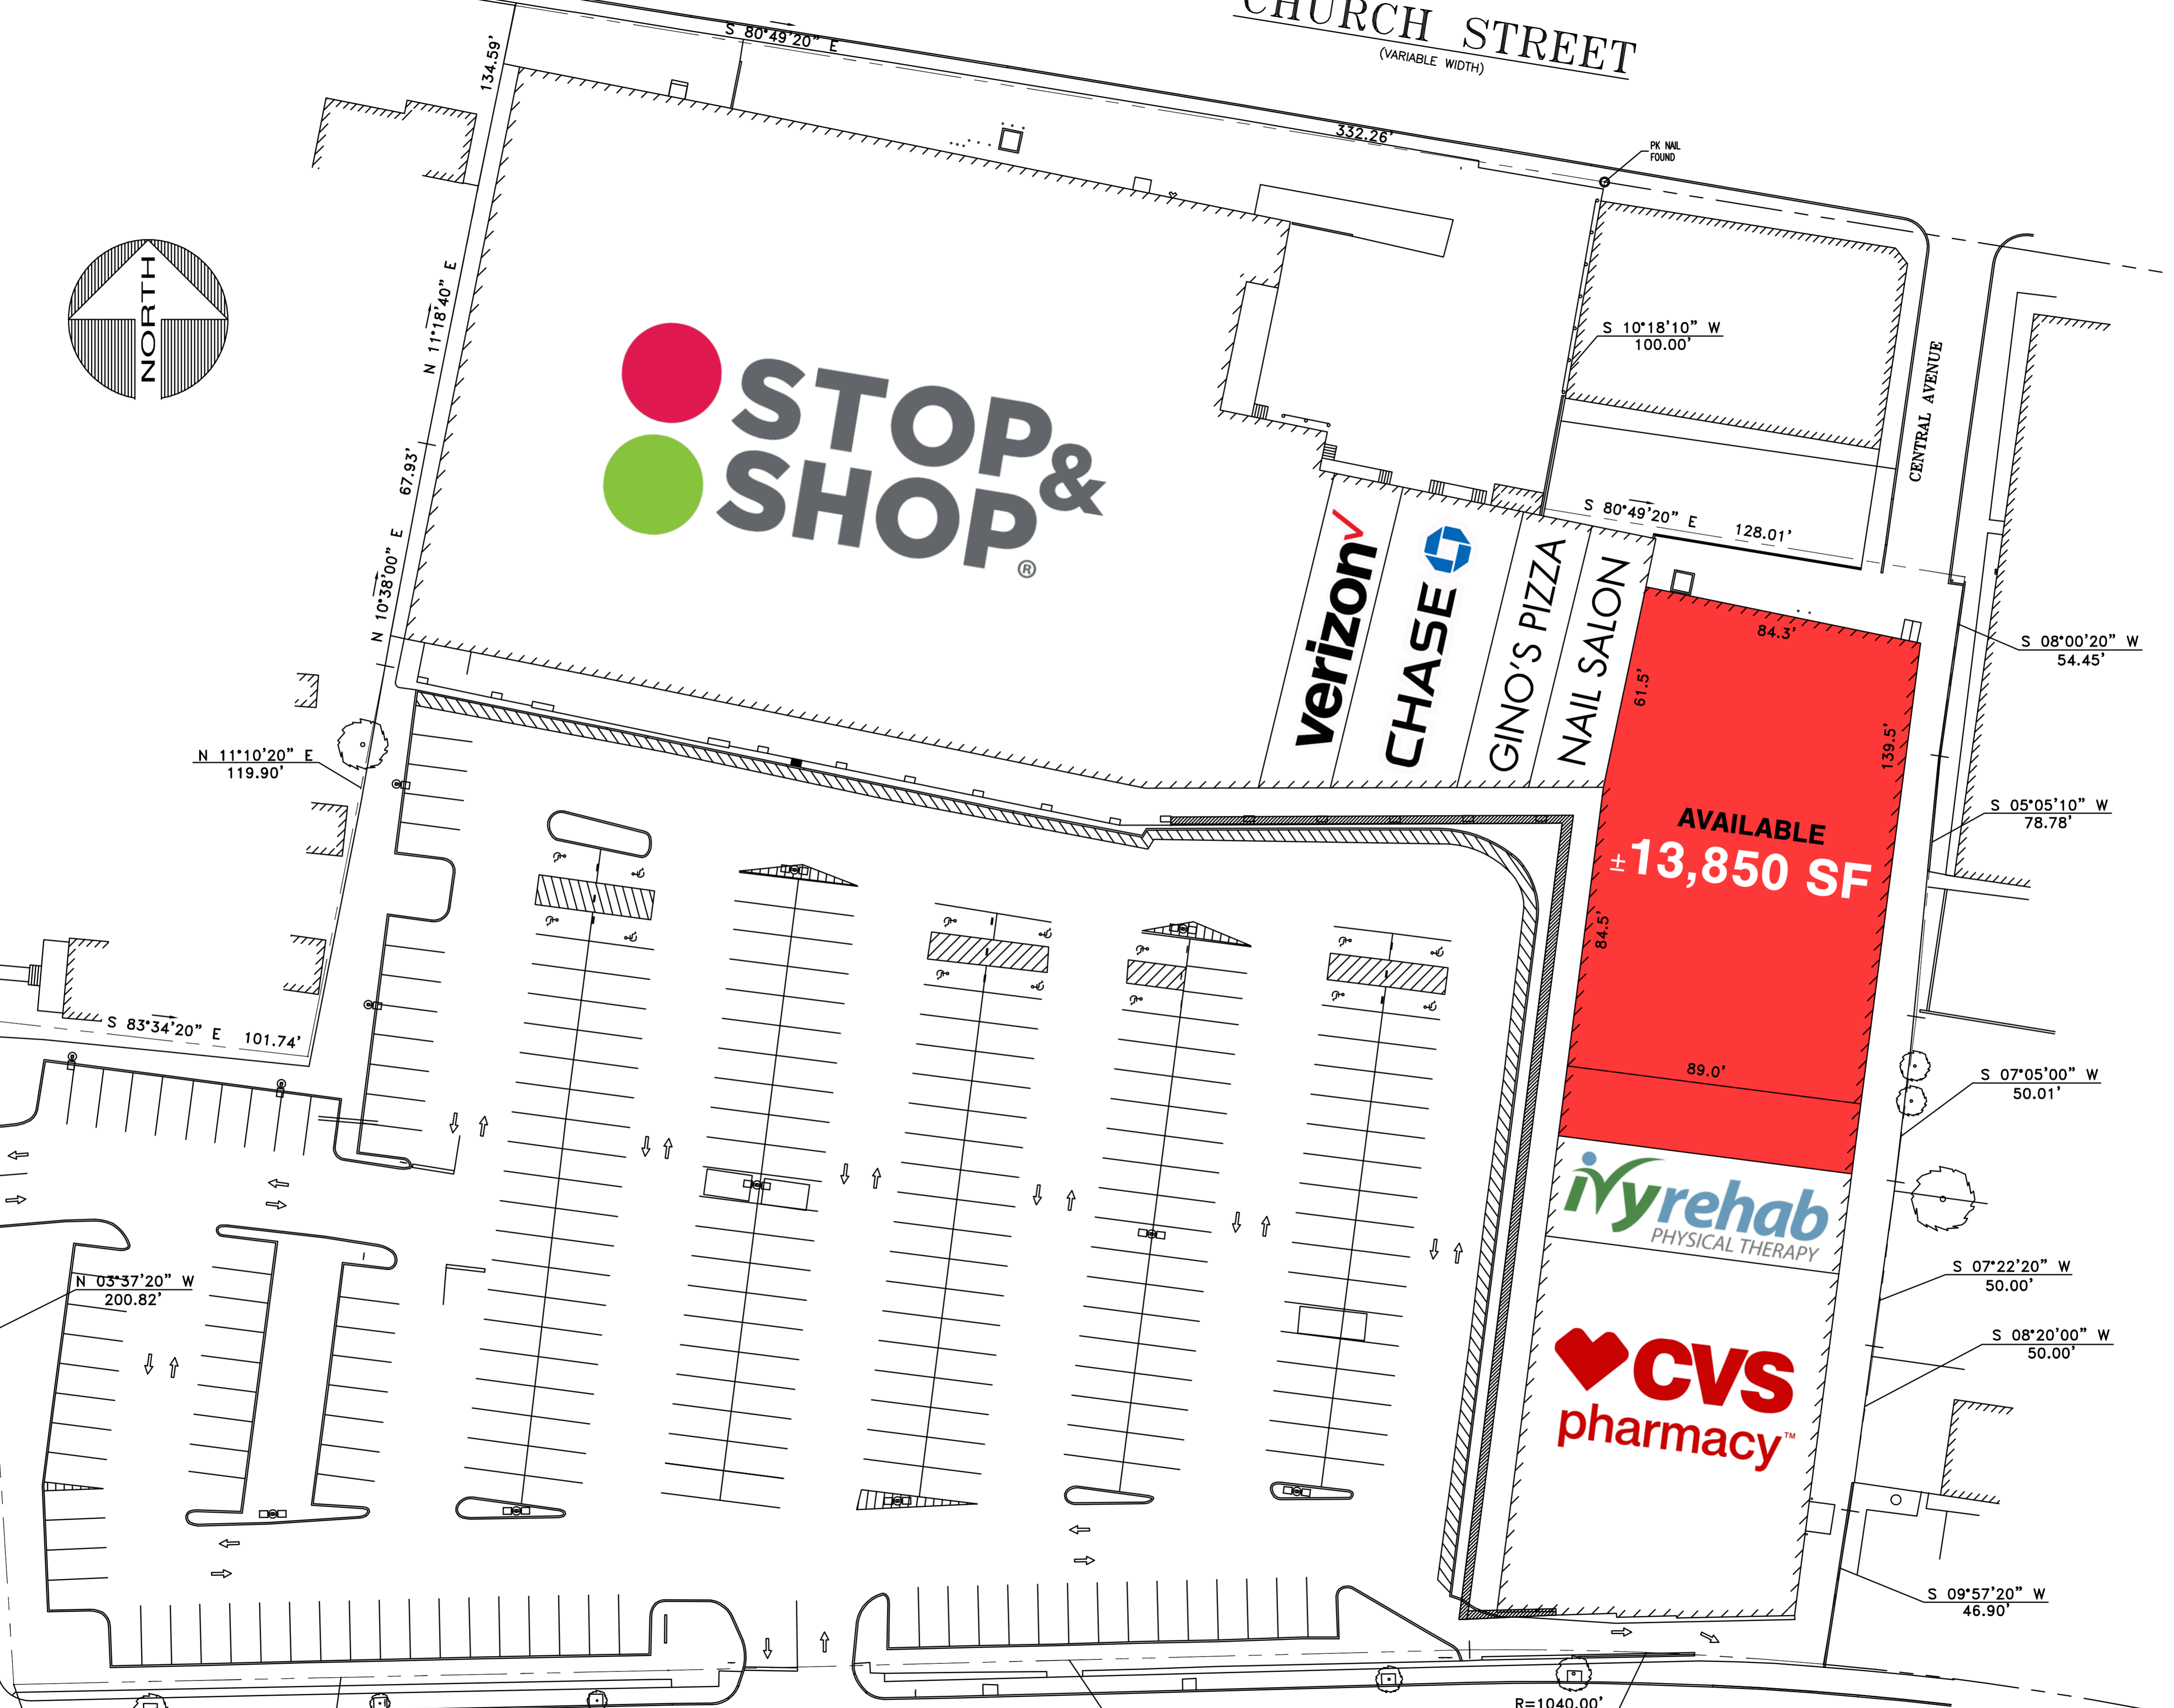 CHURCH STREET
(VARIABLE WIDTH)
S 80°49'20" E
134.59'
332.26'
PK NAIL
FOUND
NORTH
N 11°18'40" E
S 10°18'10" W
100.00'
CENTRAL AVENUE
STOP&
SHOP®
67.93'
N 10°38'00" E
S 80°49'20" E 128.01'
verizon
CHASE
GINO'S PIZZA
NAIL SALON
84.3'
61.5'
139.5'
S 08°00'20" W
54.45'
N 11°10'20" E
119.90'
S 05°05'10" W
78.78'
AVAILABLE
±13,850 SF
84.5'
S 83°34'20" E 101.74'
89.0'
S 07°05'00" W
50.01'
ivyrehab
PHYSICAL THERAPY
N 03°37'20" W
200.82'
S 07°22'20" W
50.00'
S 08°20'00" W
50.00'
CVS
pharmacy™
S 09°57'20" W
46.90'
R=1040.00'